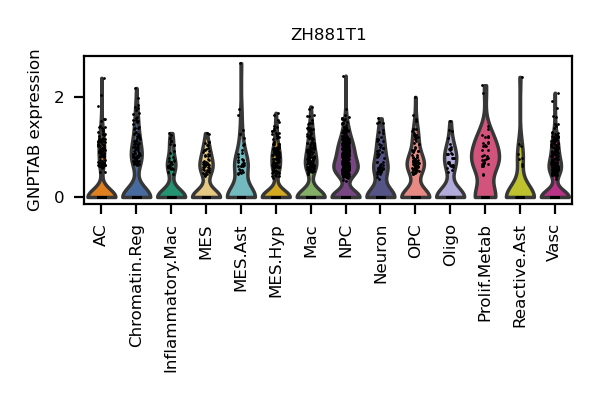 ZH881T1
GNPTAB expression
2
0
AC
Chromatin.Reg
Inflammatory.Mac
MES
MES.Ast
MES.Hyp
Mac
NPC
Neuron
OPC
Oligo
Prolif.Metab
Reactive.Ast
Vasc